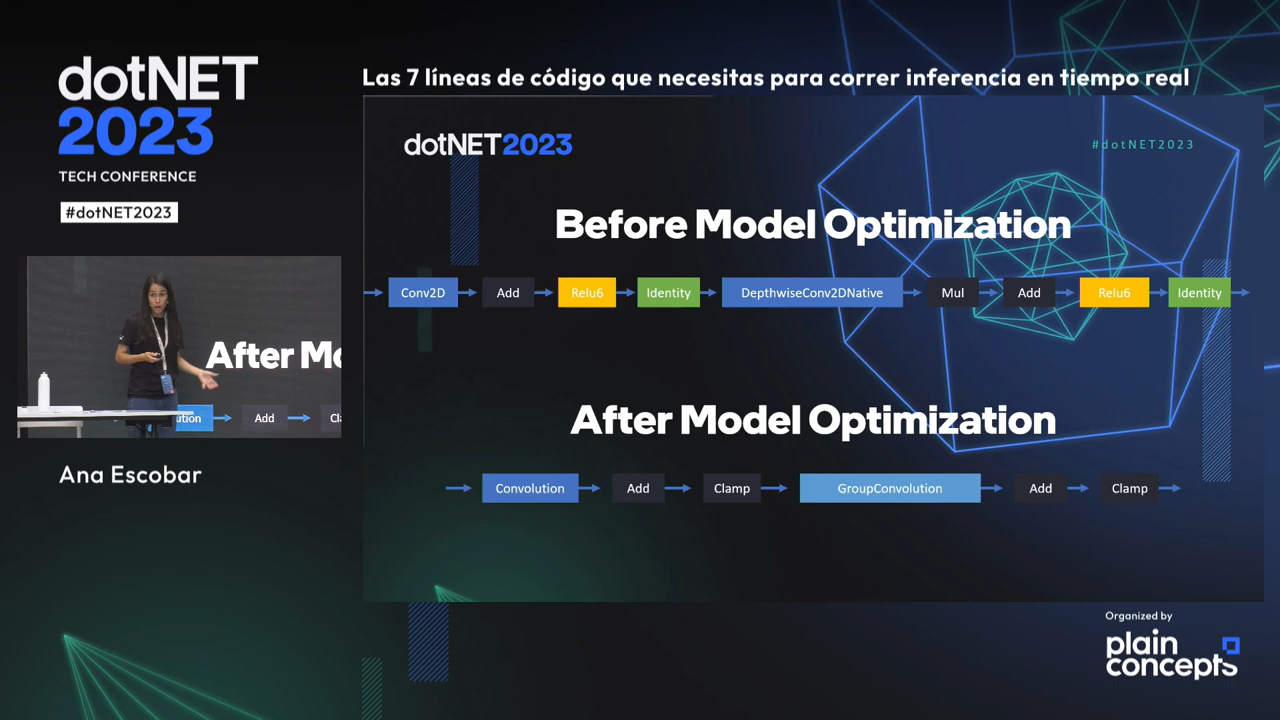 dotNET
2023
TECH CONFERENCE
#dotNET2023
Las 7 líneas de código que necesitas para correr inferencia en tiempo real
dotNET2023
#dotNET2023
Before Model Optimization
Conv2D Add Relu6 Identity DepthwiseConv2DNative Mul Add Relu6 Identity
After Model Optimization
Convolution Add Clamp GroupConvolution Add Clamp
After Mo
ution Add Cla
Ana Escobar
Organized by
plain
concepts